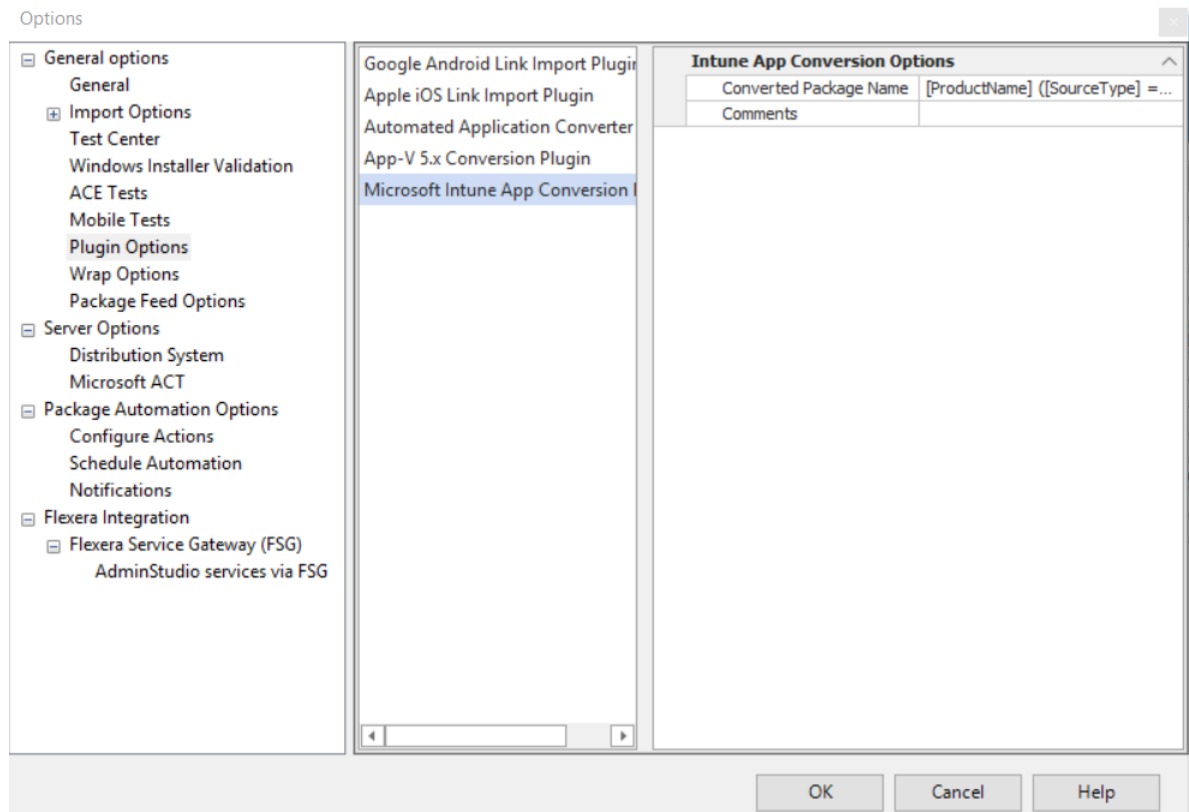 Options
General options
General
Import Options
Test Center
Windows Installer Validation
ACE Tests
Mobile Tests
Plugin Options
Wrap Options
Package Feed Options
Server Options
Distribution System
Microsoft ACT
Package Automation Options
Configure Actions
Schedule Automation
Notifications
Flexera Integration
Flexera Service Gateway (FSG)
AdminStudio services via FSG
Google Android Link Import Plugin
Apple iOS Link Import Plugin
Automated Application Converter
App-V 5.x Conversion Plugin
Microsoft Intune App Conversion
Intune App Conversion Options
Converted Package Name [ProductName] ([SourceType] =...
Comments
OK Cancel Help